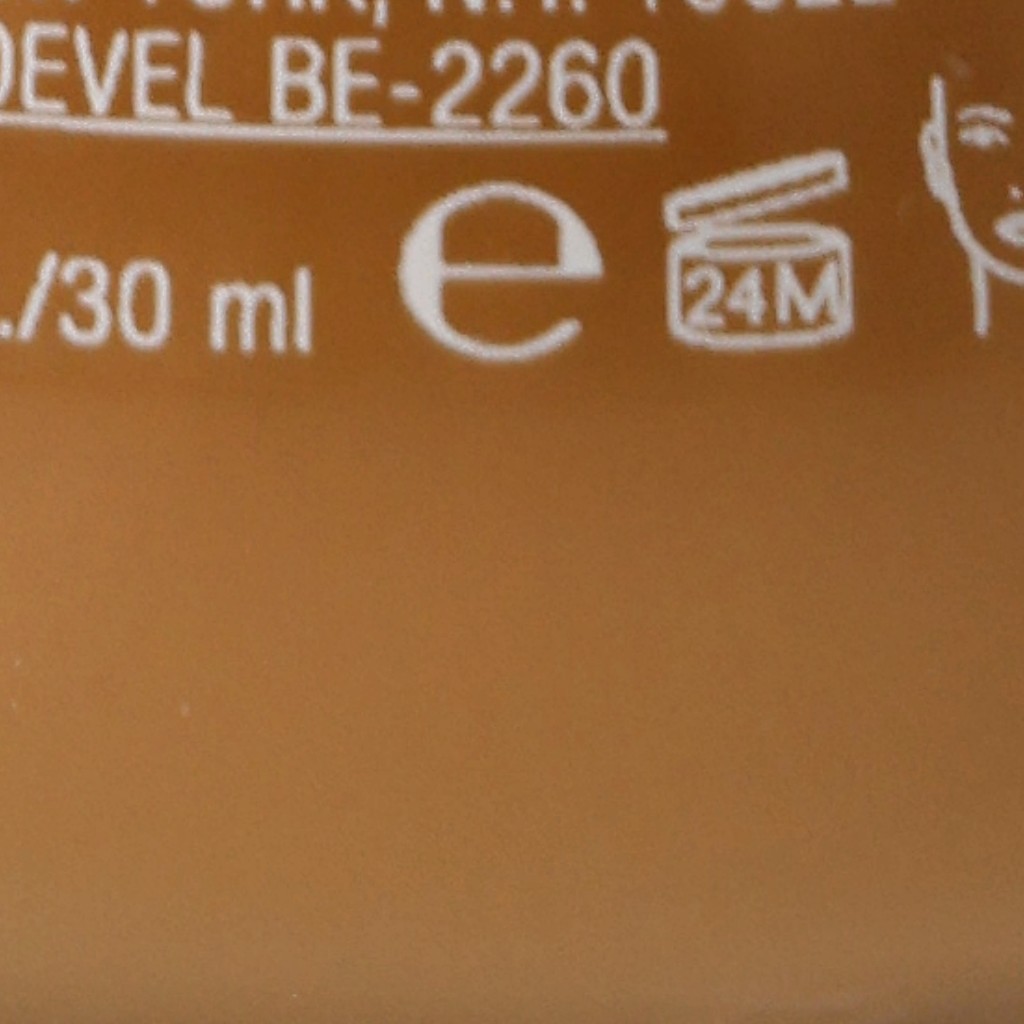 DEVEL BE-2260
./30 ml e 24M